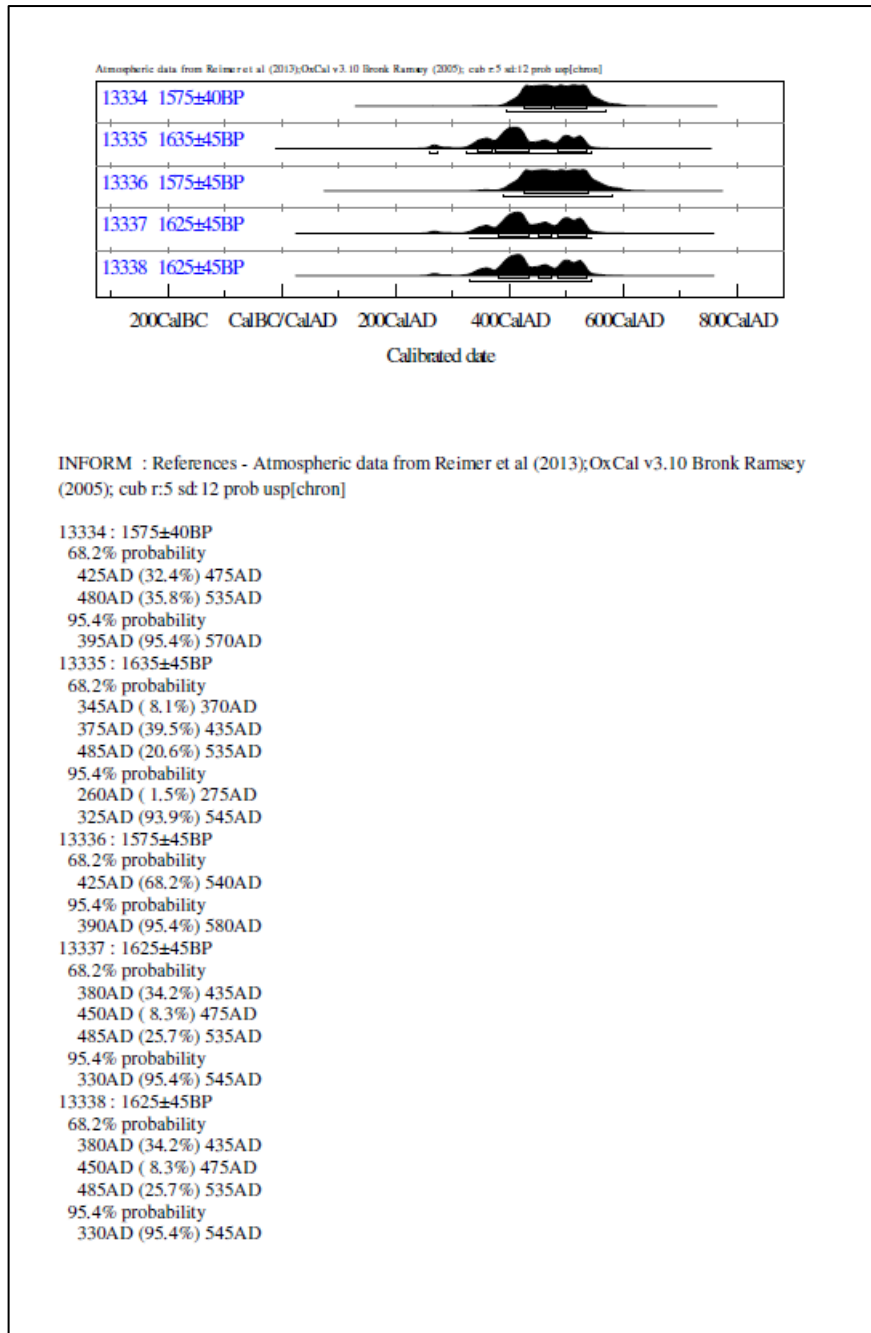 Atmospheric data from Reimer et al (2013);OxCal v3.10 Bronk Ramsey (2005); cub r:5 sd:12 prob usp[chron]
13334 1575±40BP
13335 1635±45BP
13336 1575±45BP
13337 1625±45BP
13338 1625±45BP
200CalBC CalBC/CalAD 200CalAD 400CalAD 600CalAD 800CalAD
Calibrated date
INFORM : References - Atmospheric data from Reimer et al (2013);OxCal v3.10 Bronk Ramsey
(2005); cub r:5 sd:12 prob usp[chron]
13334 : 1575±40BP
68.2% probability
425AD (32.4%) 475AD
480AD (35.8%) 535AD
95.4% probability
395AD (95.4%) 570AD
13335 : 1635±45BP
68.2% probability
345AD ( 8.1%) 370AD
375AD (39.5%) 435AD
485AD (20.6%) 535AD
95.4% probability
260AD ( 1.5%) 275AD
325AD (93.9%) 545AD
13336 : 1575±45BP
68.2% probability
425AD (68.2%) 540AD
95.4% probability
390AD (95.4%) 580AD
13337 : 1625±45BP
68.2% probability
380AD (34.2%) 435AD
450AD ( 8.3%) 475AD
485AD (25.7%) 535AD
95.4% probability
330AD (95.4%) 545AD
13338 : 1625±45BP
68.2% probability
380AD (34.2%) 435AD
450AD ( 8.3%) 475AD
485AD (25.7%) 535AD
95.4% probability
330AD (95.4%) 545AD